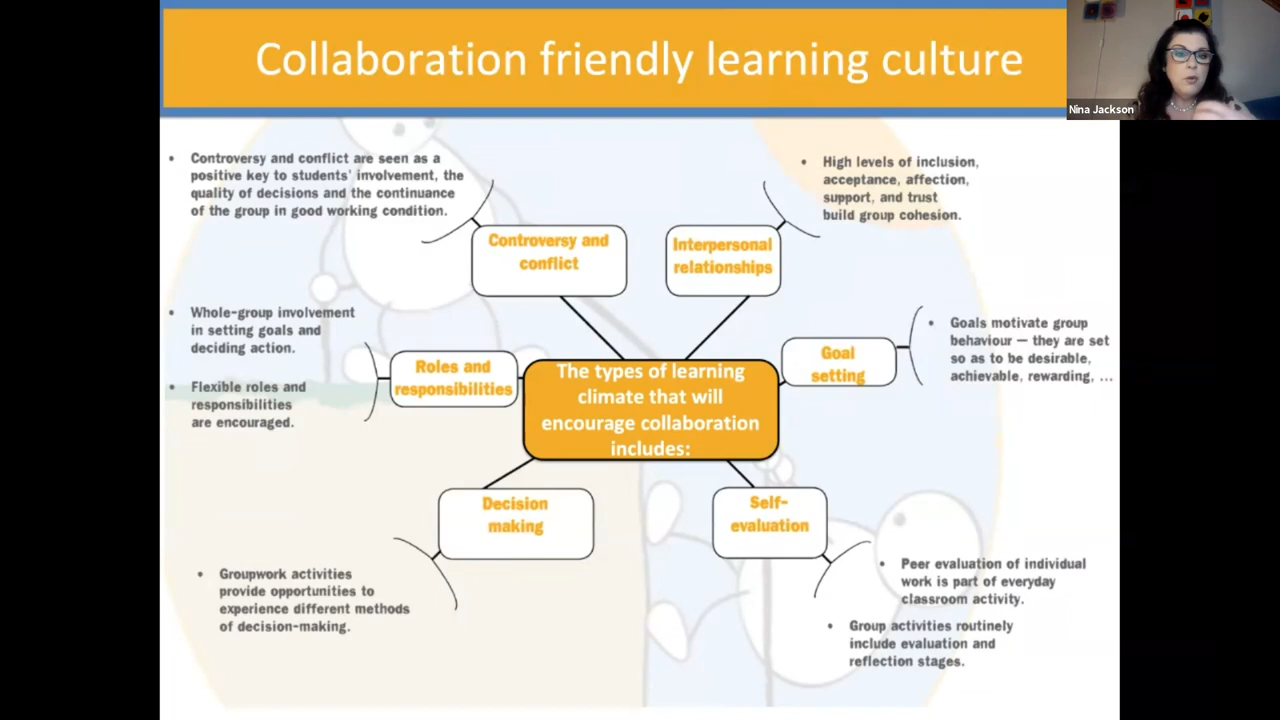 Collaboration friendly learning culture
Nina Jackson
• Controversy and conflict are seen as a
positive key to students' involvement, the
quality of decisions and the continuance
of the group in good working condition.
• High levels of inclusion,
acceptance, affection,
support, and trust
build group cohesion.
Controversy and
conflict
Interpersonal
relationships
• Whole-group involvement
in setting goals and
deciding action.
• Flexible roles and
responsibilities
are encouraged.
Roles and
responsibilities
The types of learning
climate that will
encourage collaboration
includes:
Goal
setting
• Goals motivate group
behaviour — they are set
so as to be desirable,
achievable, rewarding, ...
Decision
making
Self-
evaluation
• Groupwork activities
provide opportunities to
experience different methods
of decision-making.
• Peer evaluation of individual
work is part of everyday
classroom activity.
• Group activities routinely
include evaluation and
reflection stages.